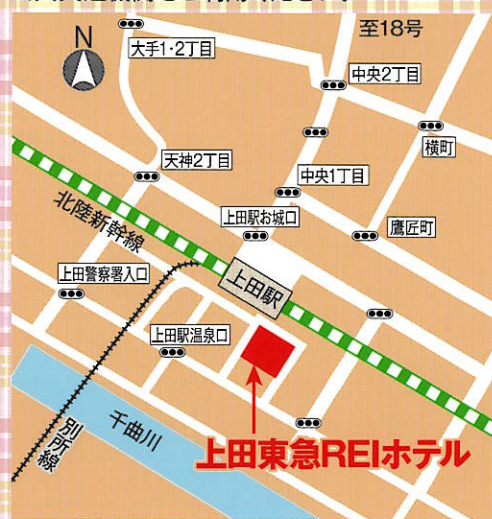 N
至18号
大手1・2丁目
中央2丁目
横町
天神2丁目
中央1丁目
北陸新幹線
上田駅お城口
鷹匠町
上田警察署入口
上田駅
上田駅温泉口
千曲川
別所線
上田東急REIホテル